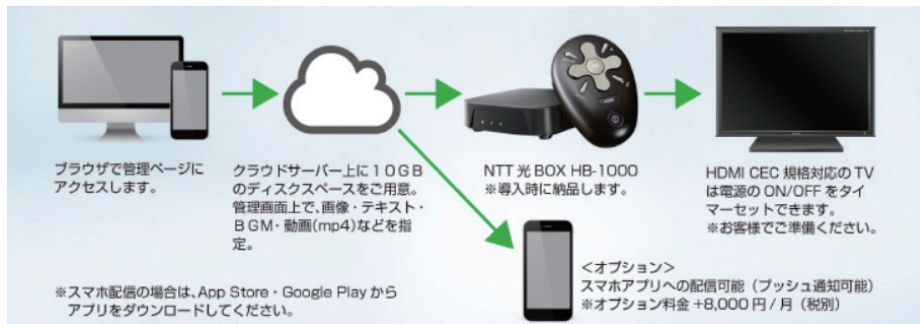 ブラウザで管理ページに
アクセスします。
クラウドサーバー上に10GB
のディスクスペースをご用意。
管理画面上で、画像・テキスト・
BGM・動画(mp4)などを指
定。
NTT 光 BOX HB-1000
※導入時に納品します。
HDMI CEC 規格対応の TV
は電源の ON/OFF をタイ
マーセットできます。
※お客様でご準備ください。
<オプション>
スマホアプリへの配信可能（プッシュ通知可能）
※オプション料金 +8,000 円 / 月（税別）
※スマホ配信の場合は、App Store・Google Play から
アプリをダウンロードしてください。